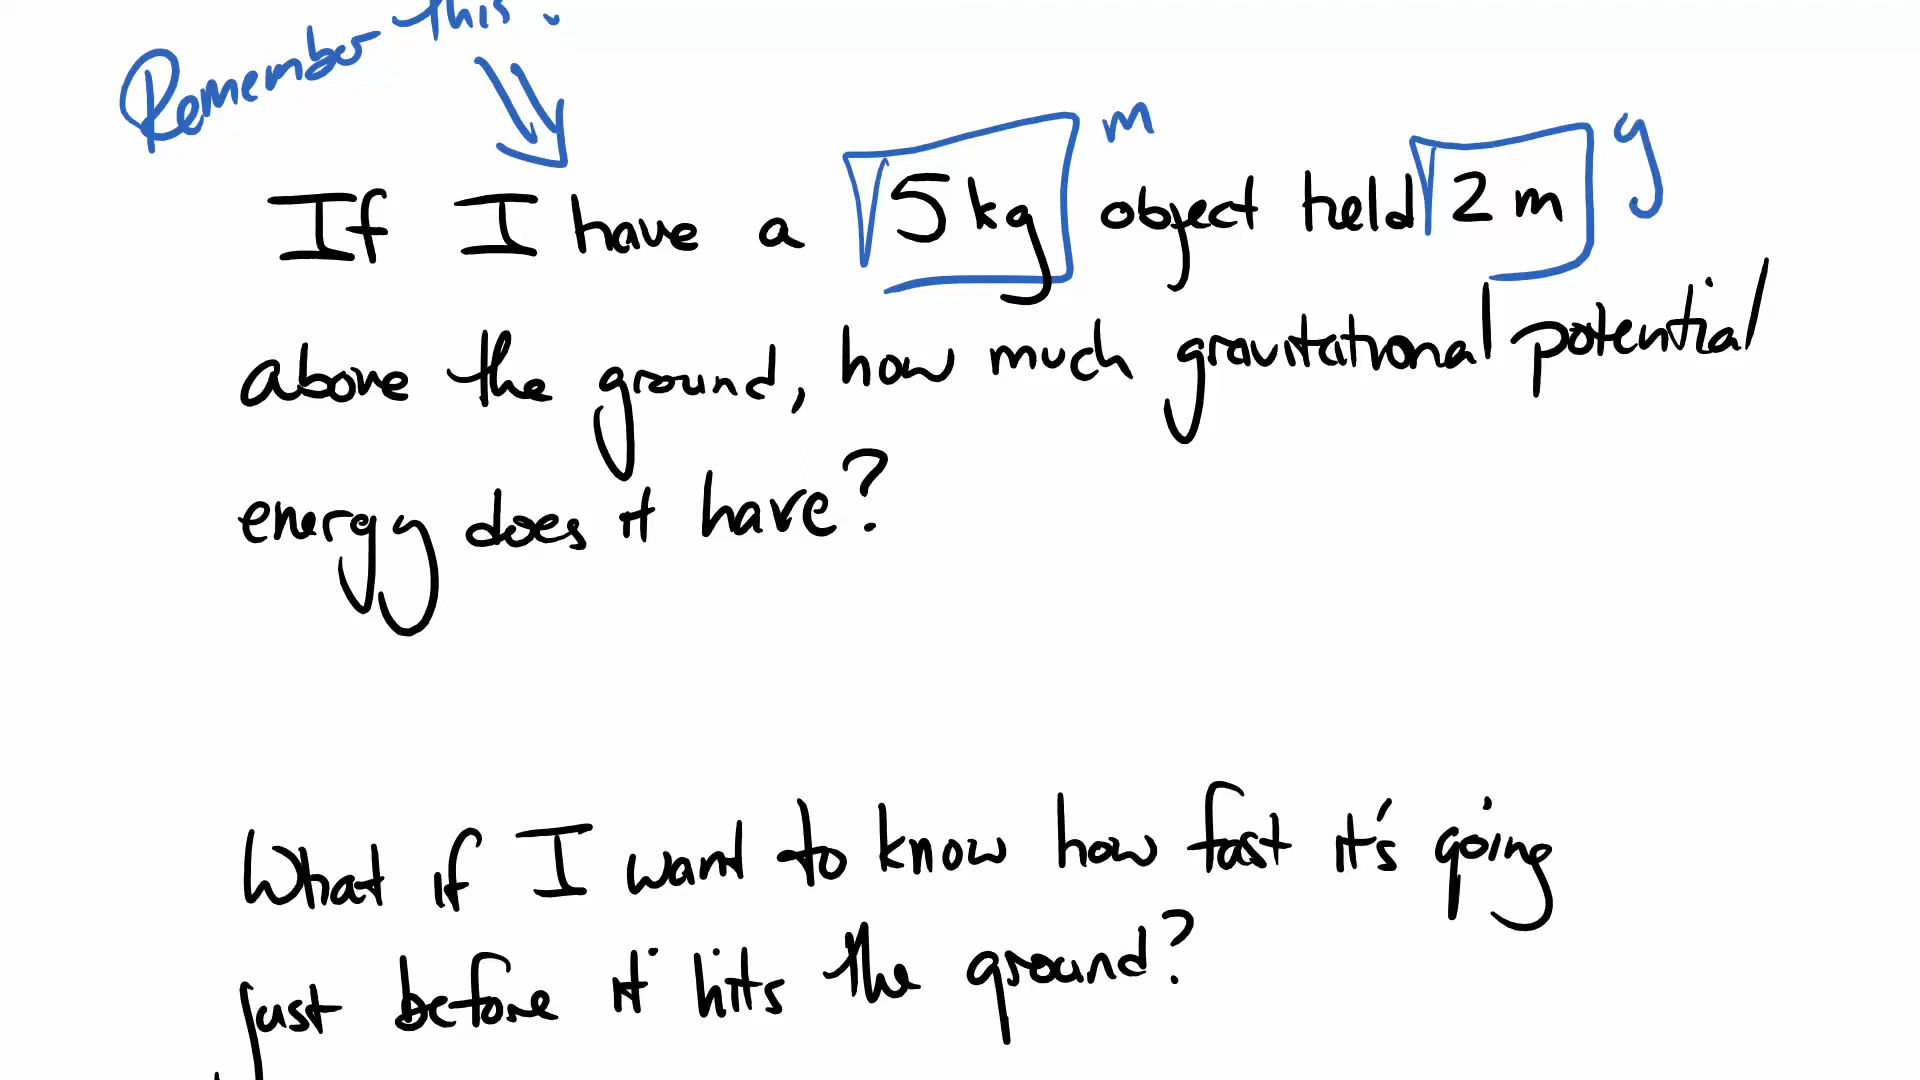 Remember this!
m
y
If I have a 5 kg object held 2 m
above the ground, how much gravitational potential
energy does it have?
What if I want to know how fast it's going
just before it hits the ground?